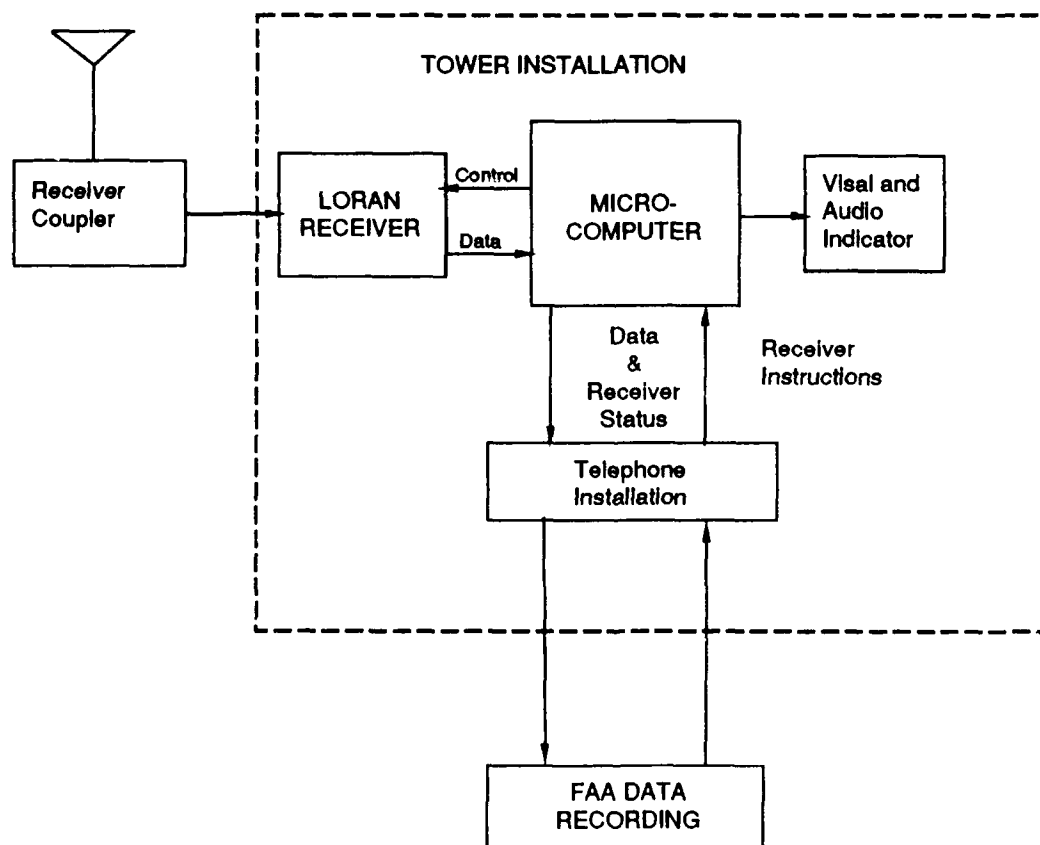 TOWER INSTALLATION
Receiver
Coupler
LORAN
RECEIVER
Control
Data
MICRO-
COMPUTER
Visal and
Audio
Indicator
Data
&
Receiver
Status
Receiver
Instructions
Telephone
Installation
FAA DATA
RECORDING